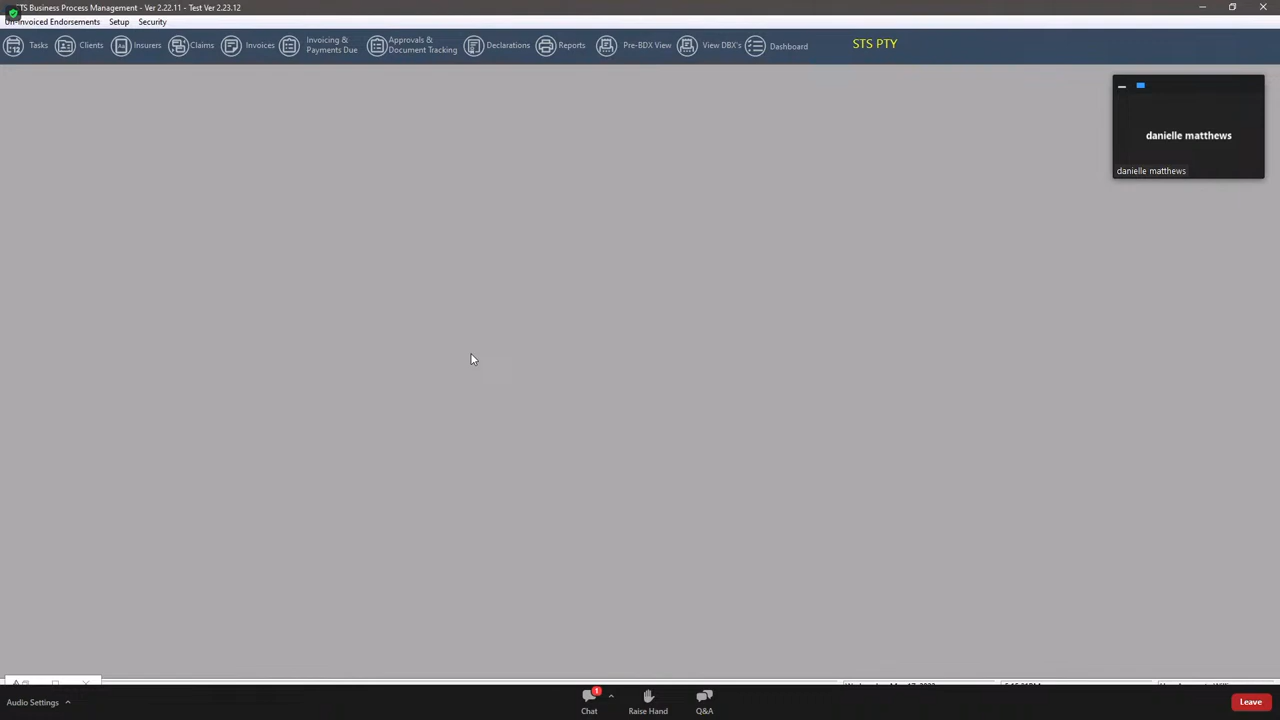 STS Business Process Management - Ver 2.22.11 - Test Ver 2.23.12
Un-Invoiced Endorsements Setup Security
Tasks Clients Insurers Claims Invoices Invoicing & Payments Due Approvals & Document Tracking Declarations Reports Pre-BDX View View DBX's Dashboard STS PTY
danielle matthews
danielle matthews
Audio Settings Chat 1 Raise Hand Q&A Leave